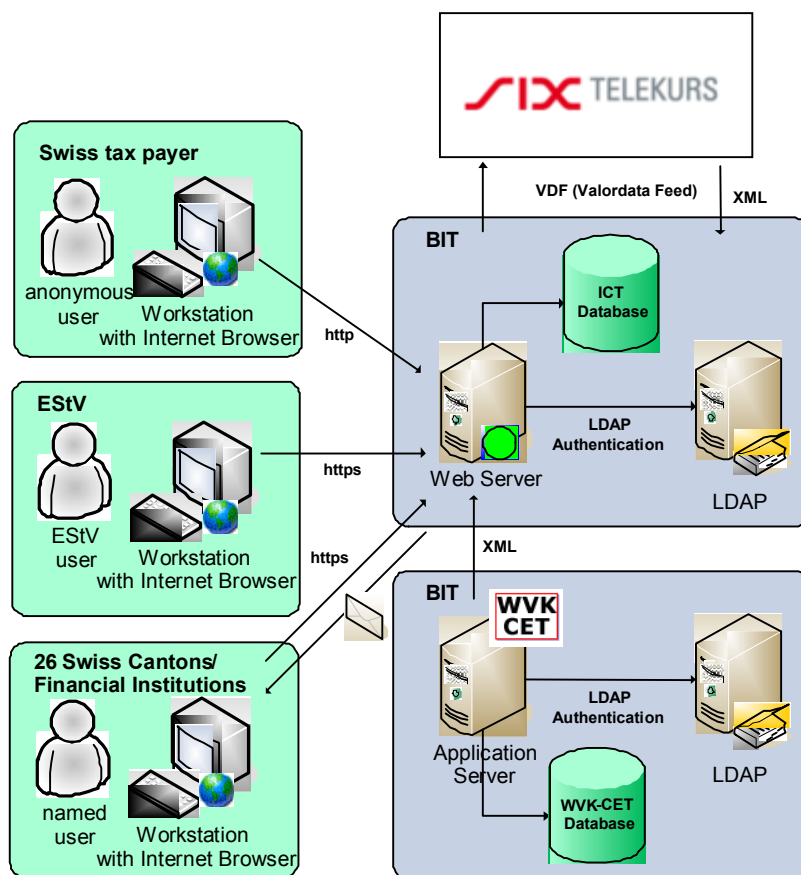 SIX TELEKURS
VDF (Valordata Feed)
XML
Swiss tax payer
anonymous
user
Workstation
with Internet Browser
http
BIT
ICT
Database
Web Server
LDAP
Authentication
LDAP
EStV
EStV
user
Workstation
with Internet Browser
https
https
XML
26 Swiss Cantons/
Financial Institutions
named
user
Workstation
with Internet Browser
BIT
WVK
CET
Application
Server
LDAP
Authentication
LDAP
WVK-CET
Database